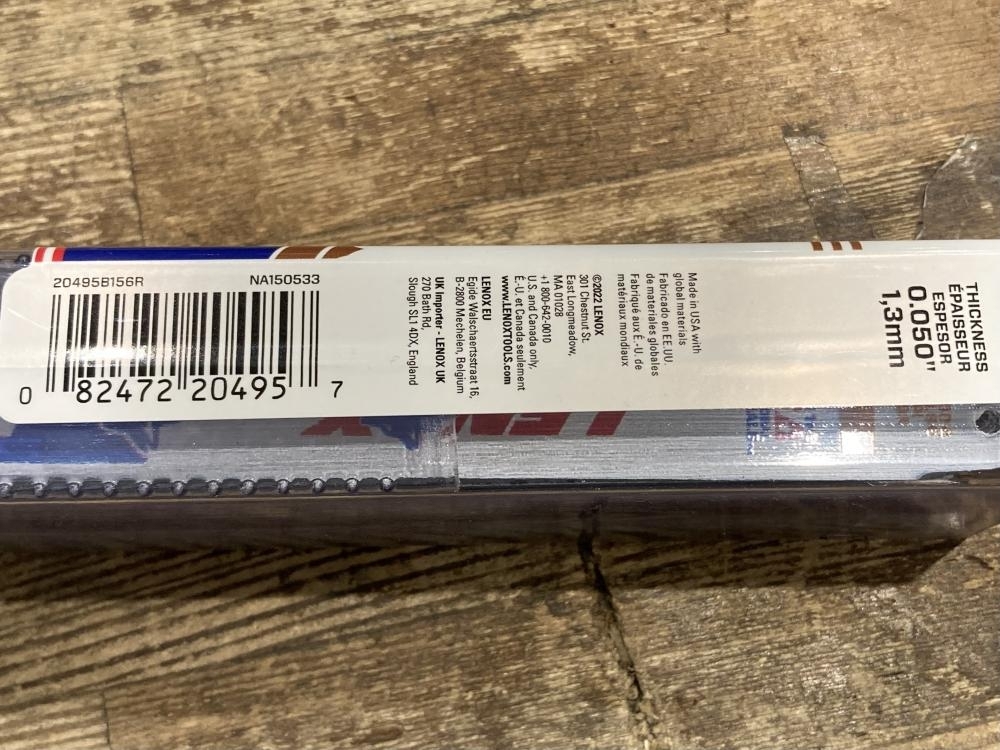 20495B156R NA150533
0 82472 20495 7
Made in USA with
global materials
Fabricado en EE.UU.
de materiales globales
Fabriqué aux É.-U. de
matériaux mondiaux
©2022 LENOX
301 Chestnut St.
East Longmeadow,
MA 01028
+1 800-642-0010
U.S. and Canada only.
É.-U. et Canada seulement
www.LENOXTOOLS.com
LENOX EU
Egide Walschaertsstraat 16,
B-2800 Mechelen, Belgium
UK Importer - LENOX UK
270 Bath Rd,
Slough SL1 4DX, England
THICKNESS
ÉPAISSEUR
ESPESOR
0.050"
1,3mm
LENOX